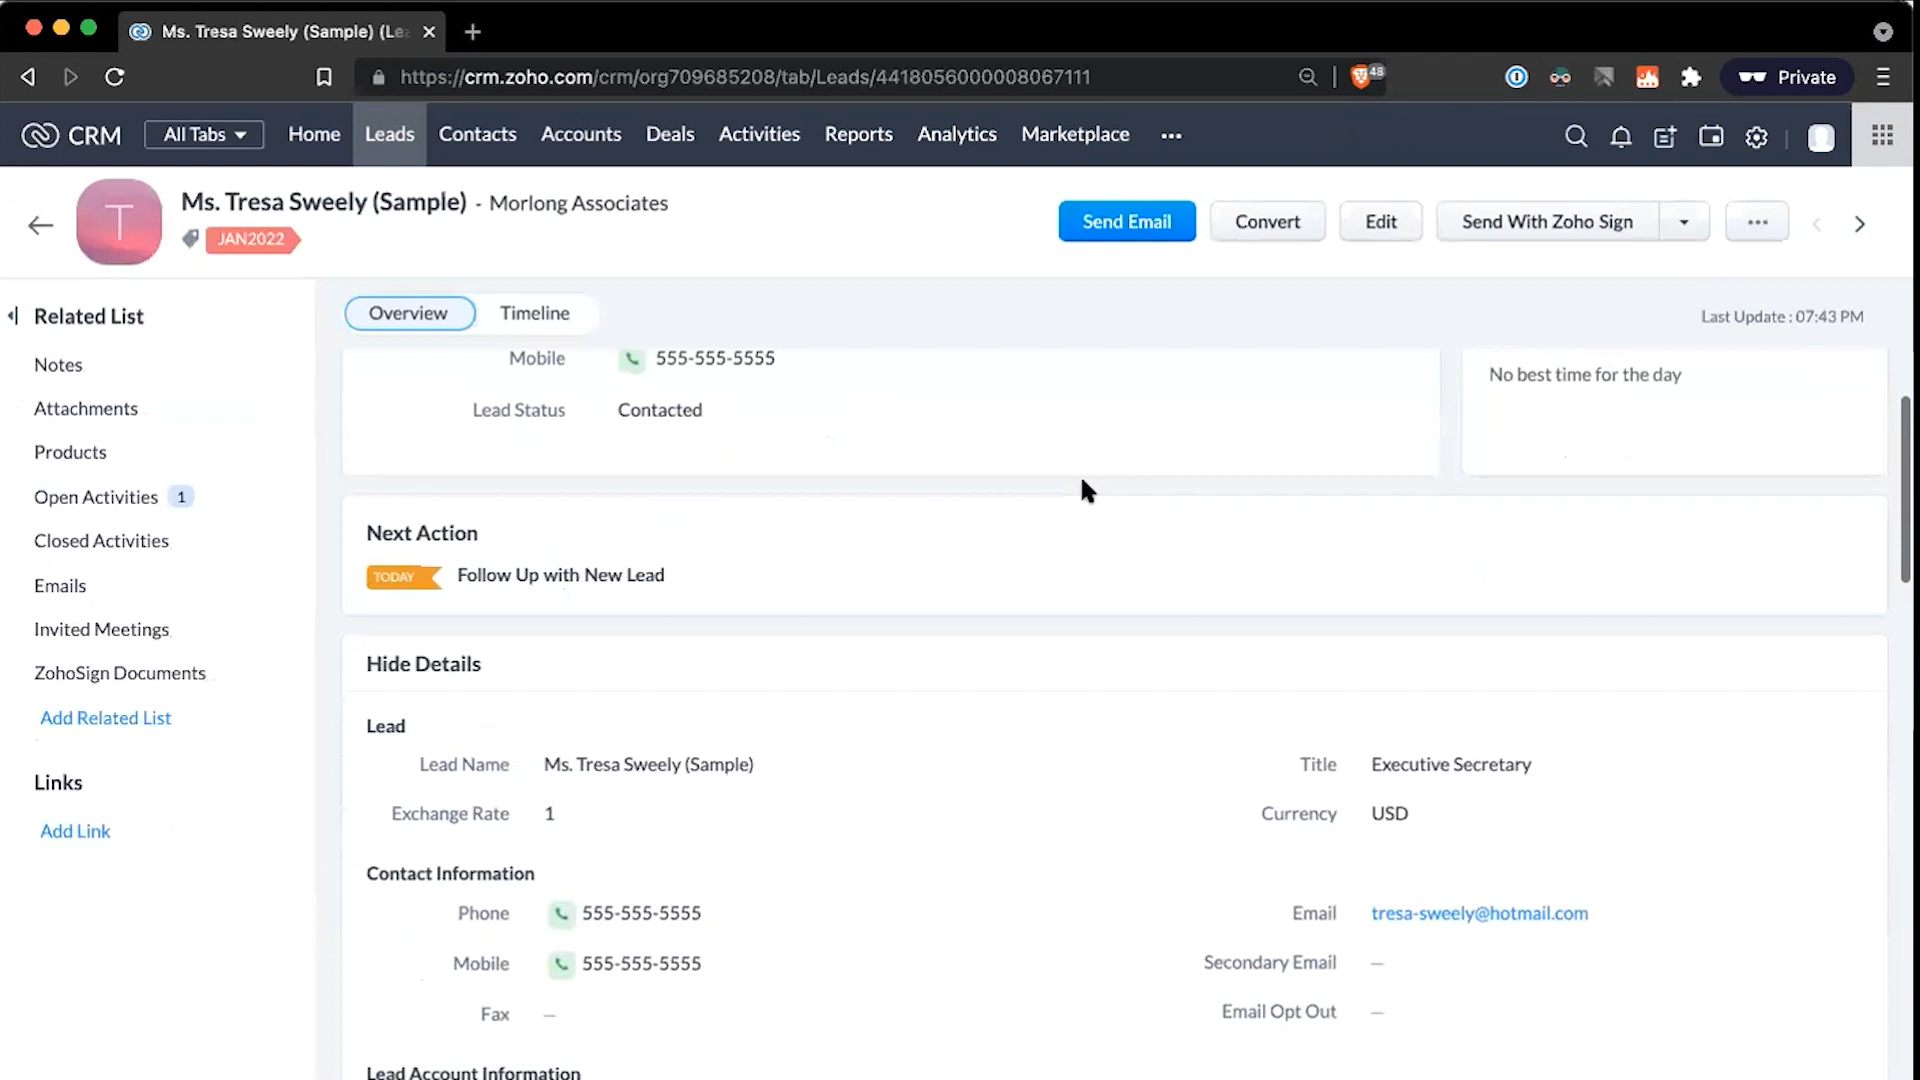 Ms. Tresa Sweely (Sample) (Le
https://crm.zoho.com/crm/org709685208/tab/Leads/4418056000008067111
48
Private
CRM
All Tabs
Home
Leads
Contacts
Accounts
Deals
Activities
Reports
Analytics
Marketplace
T
Ms. Tresa Sweely (Sample) - Morlong Associates
JAN2022
Send Email
Convert
Edit
Send With Zoho Sign
Related List
Notes
Attachments
Products
Open Activities 1
Closed Activities
Emails
Invited Meetings
ZohoSign Documents
Add Related List
Links
Add Link
Overview
Timeline
Last Update : 07:43 PM
Mobile 555-555-5555
Lead Status Contacted
No best time for the day
Next Action
TODAY Follow Up with New Lead
Hide Details
Lead
Lead Name Ms. Tresa Sweely (Sample)
Title Executive Secretary
Exchange Rate 1
Currency USD
Contact Information
Phone 555-555-5555
Email tresa-sweely@hotmail.com
Mobile 555-555-5555
Secondary Email —
Fax —
Email Opt Out —
Lead Account Information